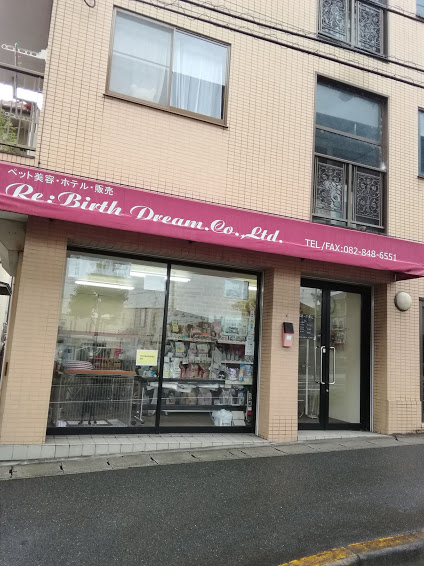 ペット美容・ホテル・販売
Re:Birth Dream.Co.,Ltd.
TEL/FAX:082-848-6551